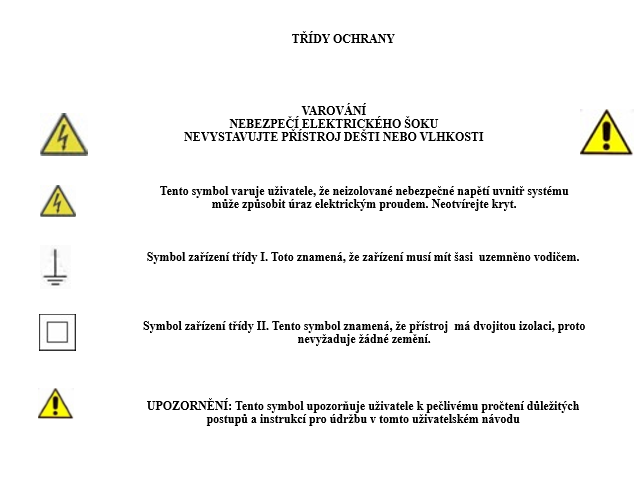 TŘÍDY OCHRANY
VAROVÁNÍ
NEBEZPEČÍ ELEKTRICKÉHO ŠOKU
NEVYSTAVUJTE PŘÍSTROJ DEŠTI NEBO VLHKOSTI
Tento symbol varuje uživatele, že neizolované nebezpečné napětí uvnitř systému
může způsobit úraz elektrickým proudem. Neotvírejte kryt.
Symbol zařízení třídy I. Toto znamená, že zařízení musí mít šasi uzemněno vodičem.
Symbol zařízení třídy II. Tento symbol znamená, že přístroj má dvojitou izolaci, proto
nevyžaduje žádné zemění.
UPOZORNĚNÍ: Tento symbol upozorňuje uživatele k pečlivému pročtení důležitých
postupů a instrukcí pro údržbu v tomto uživatelském návodu